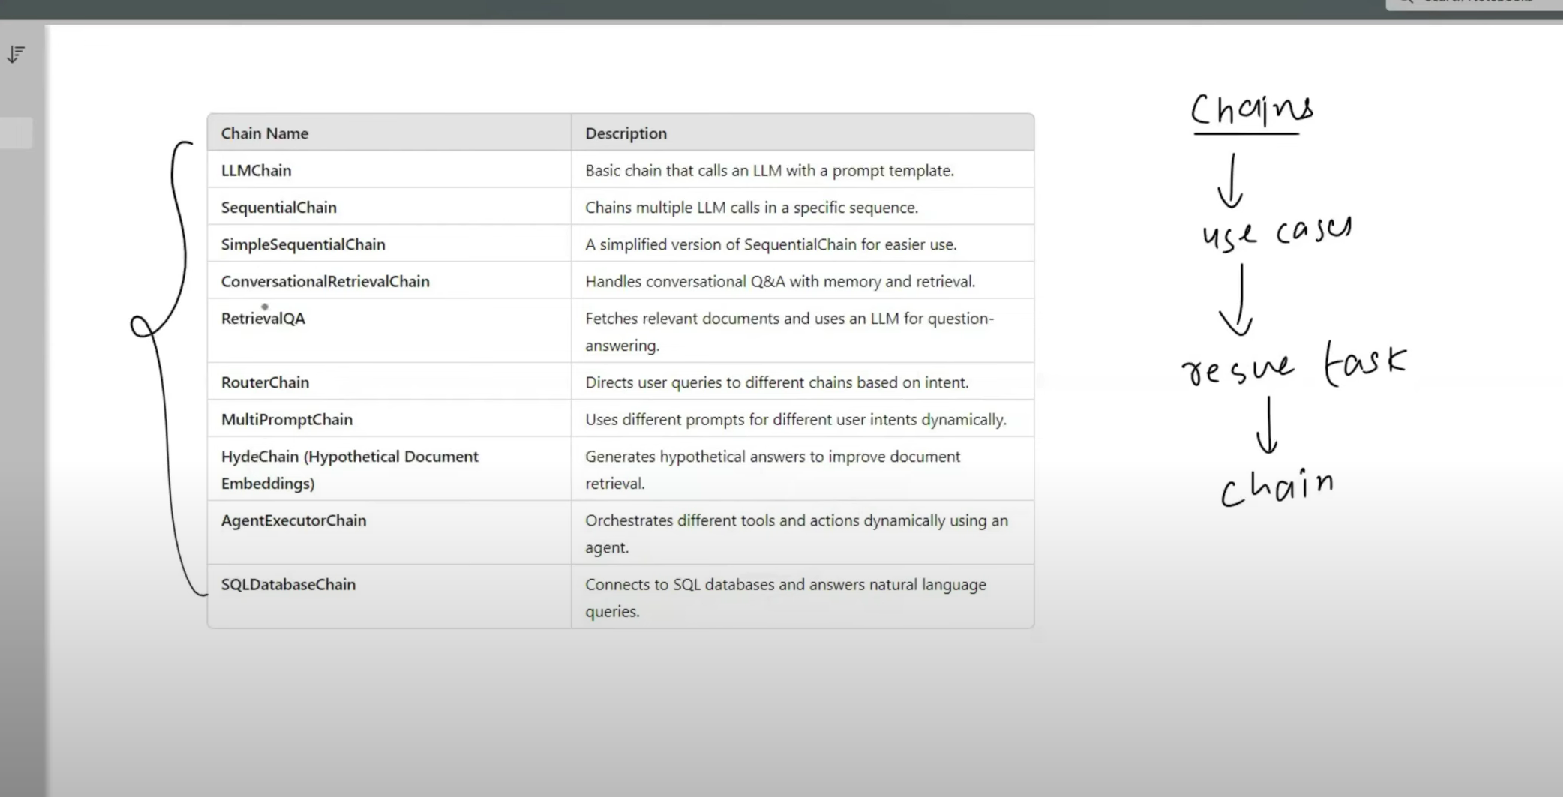 Chain Name Description
LLMChain Basic chain that calls an LLM with a prompt template.
SequentialChain Chains multiple LLM calls in a specific sequence.
SimpleSequentialChain A simplified version of SequentialChain for easier use.
ConversationalRetrievalChain Handles conversational Q&A with memory and retrieval.
RetrievalQA Fetches relevant documents and uses an LLM for question-
answering.
RouterChain Directs user queries to different chains based on intent.
MultiPromptChain Uses different prompts for different user intents dynamically.
HydeChain (Hypothetical Document Generates hypothetical answers to improve document
Embeddings) retrieval.
AgentExecutorChain Orchestrates different tools and actions dynamically using an
agent.
SQLDatabaseChain Connects to SQL databases and answers natural language
queries.
Chains
use cases
task
chain